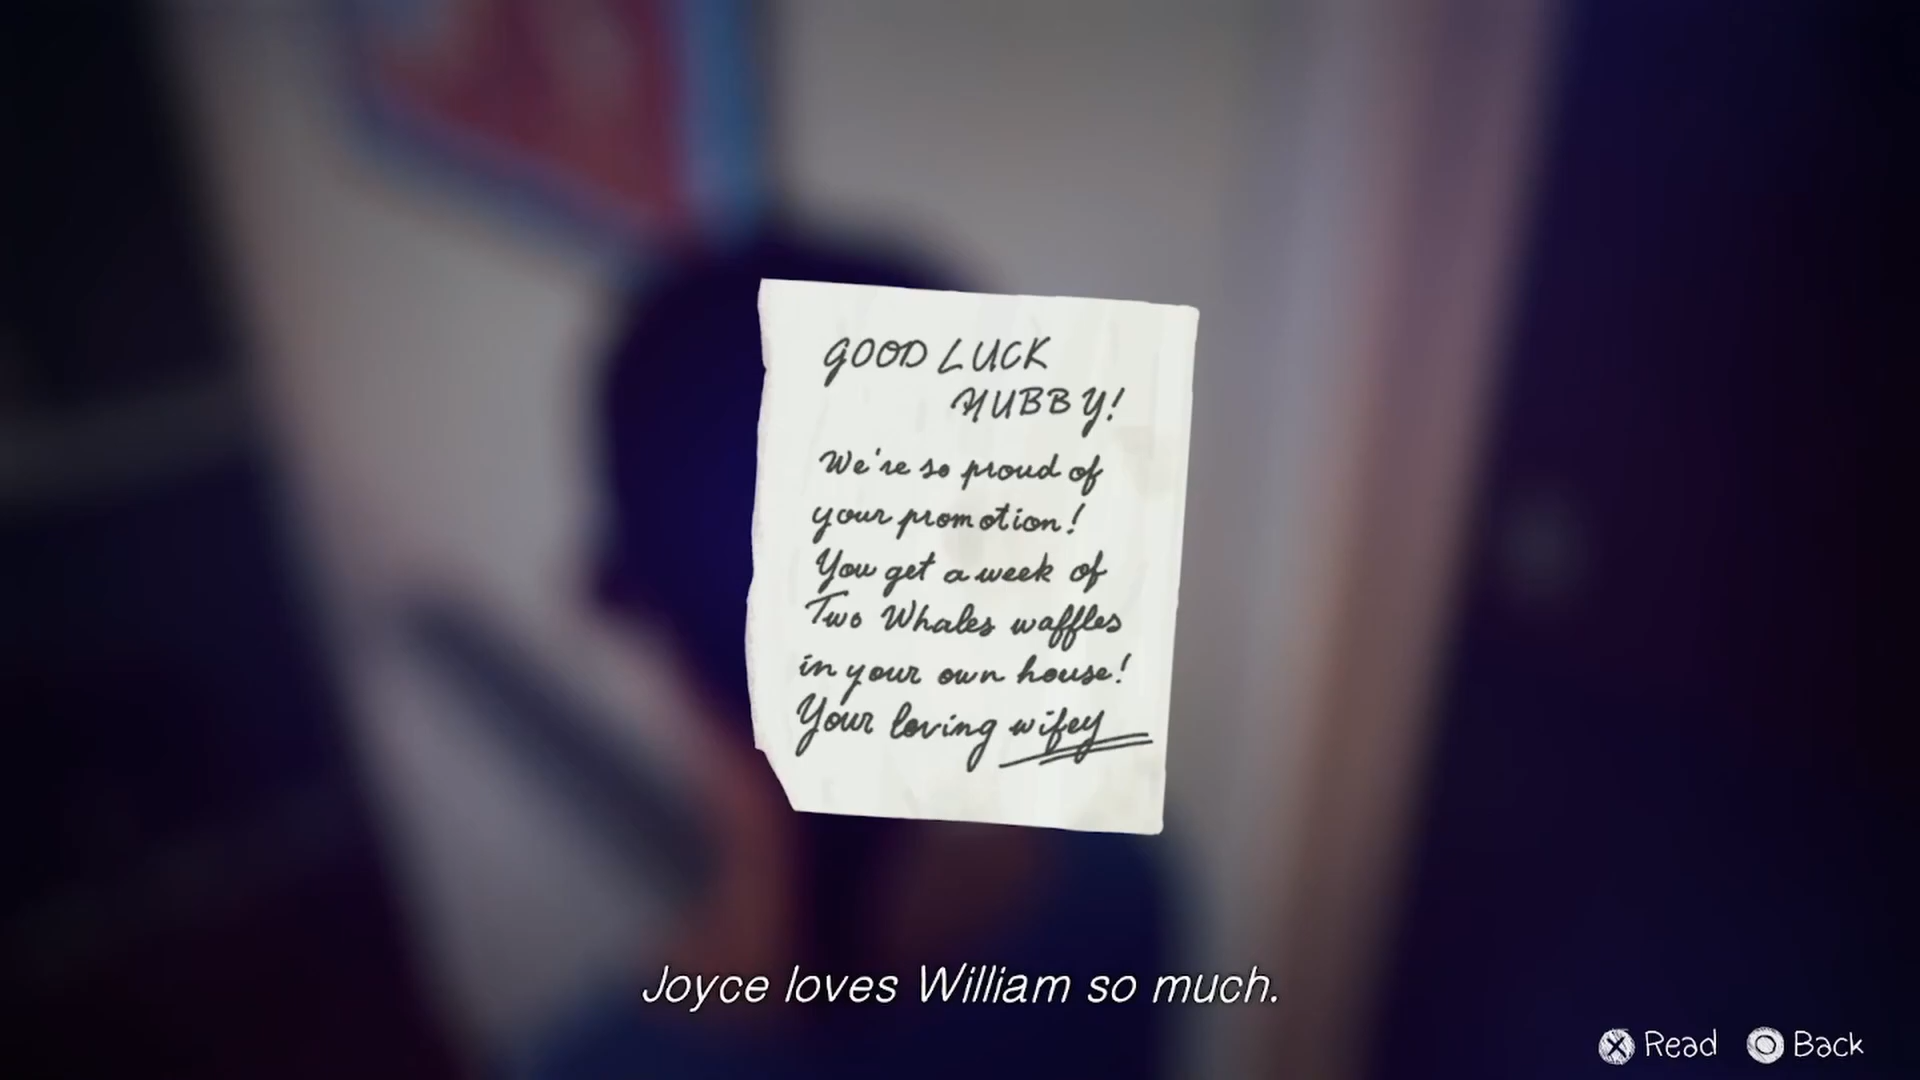 GOOD LUCK
HUBBY!
We're so proud of
your promotion!
You get a week of
Two Whales waffles
in your own house!
Your loving wifey
Joyce loves William so much.
Read Back